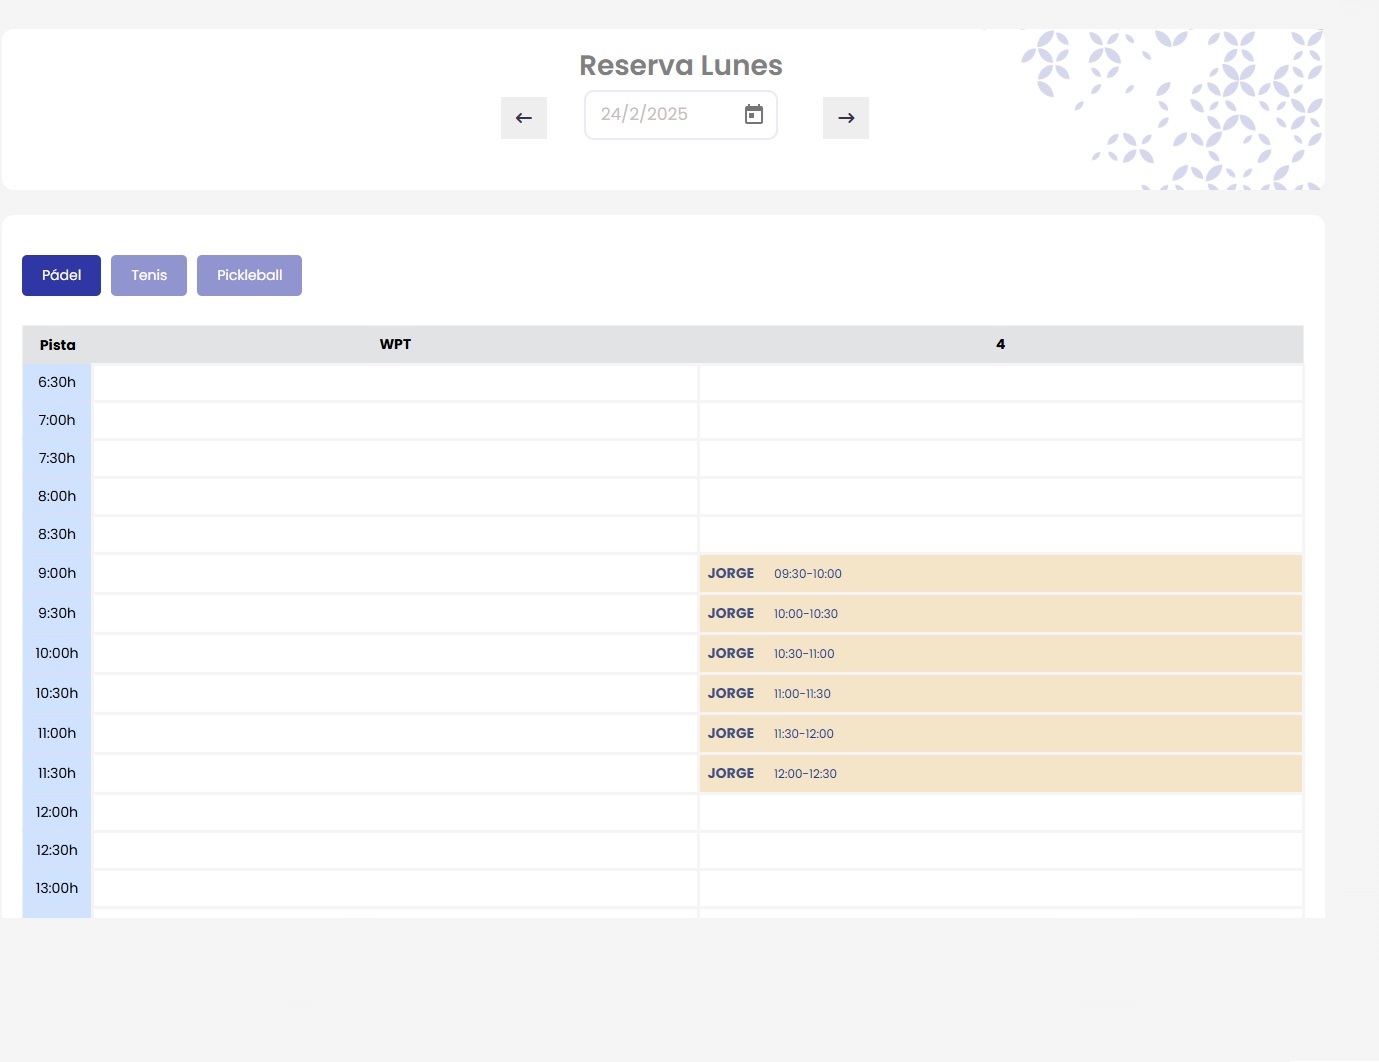 Reserva Lunes
24/2/2025
Pádel Tenis Pickleball
Pista WPT 4
6:30h
7:00h
7:30h
8:00h
8:30h
9:00h JORGE 09:30-10:00
9:30h JORGE 10:00-10:30
10:00h JORGE 10:30-11:00
10:30h JORGE 11:00-11:30
11:00h JORGE 11:30-12:00
11:30h JORGE 12:00-12:30
12:00h
12:30h
13:00h